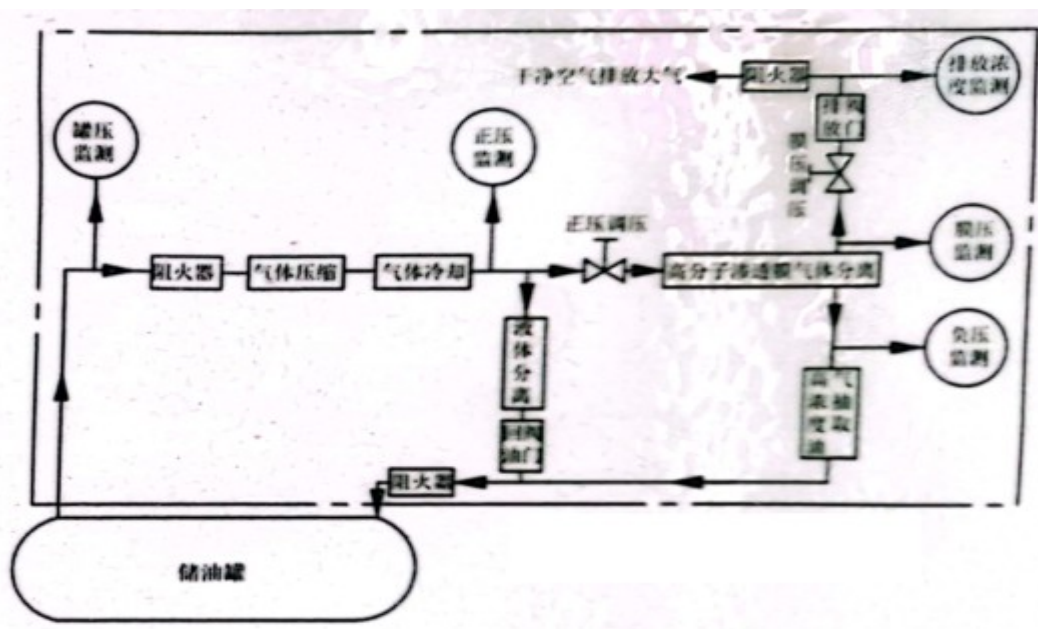 干净空气排放大气
阻火器
排放浓
度监测
排阀
放门
膜压调压
罐压
监测
正压
监测
正压调压
膜压
监测
阻火器
气体压缩
气体冷却
高分子渗透膜气体分离
负压
监测
液体分离
高浓度油
气抽取
回阀
油门
阻火器
储油罐